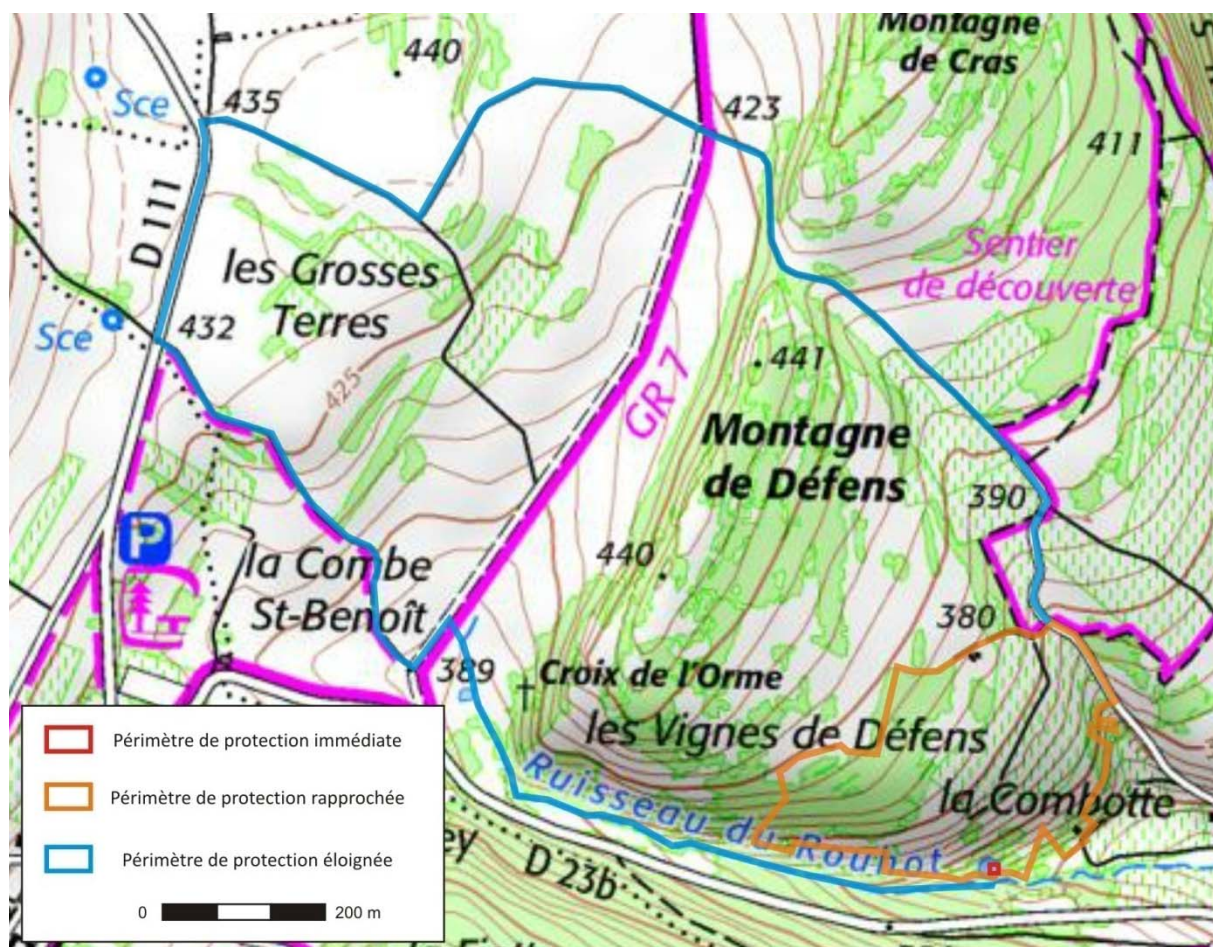 Montagne
de Cras
440
Sce
435
423
411
D 111
les Grosses
Terres
Sentier
de découverte
Sce
432
425
441
GR 7
Montagne
de Défens
390
P
la Combe
St-Benoît
440
380
389
Croix de l'Orme
les Vignes de Défens
la Combotte
Ruisseau du Rouhot
ey
D 23b
Périmètre de protection immédiate
Périmètre de protection rapprochée
Périmètre de protection éloignée
0
200 m